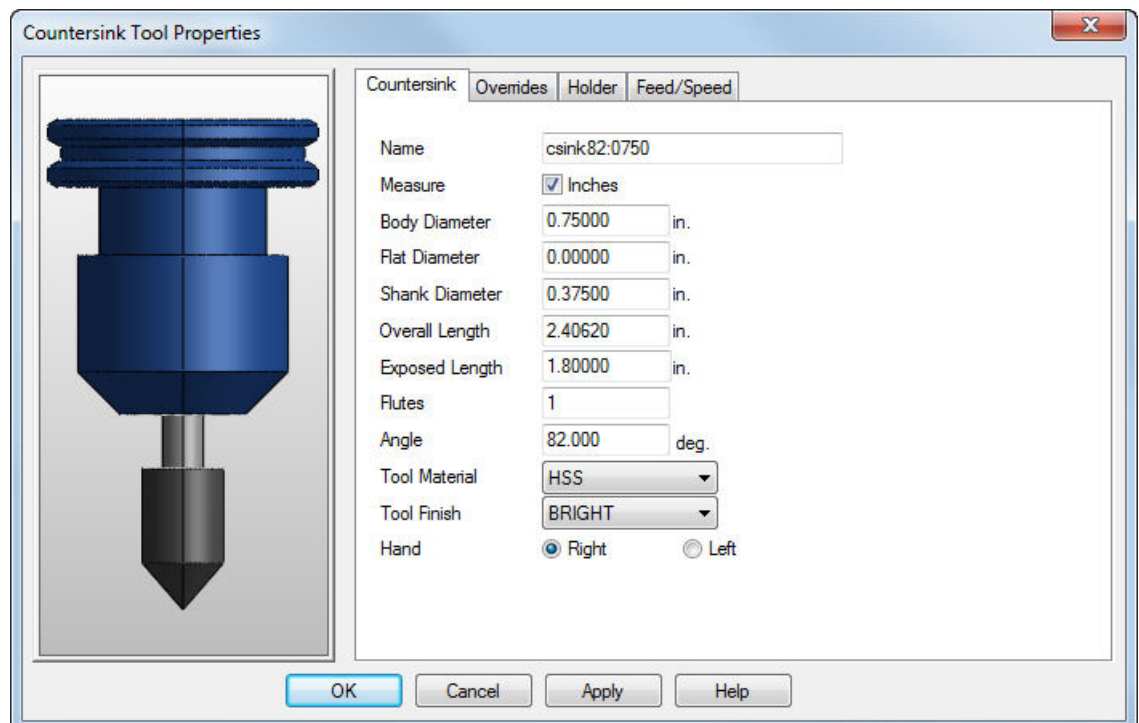 Countersink Tool Properties
Countersink Overrides Holder Feed/Speed
Name csink82:0750
Measure Inches
Body Diameter 0.75000 in.
Flat Diameter 0.00000 in.
Shank Diameter 0.37500 in.
Overall Length 2.40620 in.
Exposed Length 1.80000 in.
Flutes 1
Angle 82.000 deg.
Tool Material HSS
Tool Finish BRIGHT
Hand Right Left
OK Cancel Apply Help